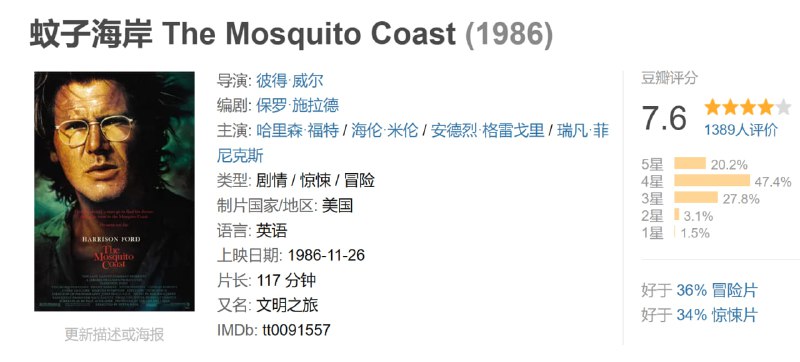 蚊子海岸 The Mosquito Coast (1986)
HARRISON FORD
The
Mosquito
Coast
更新描述或海报
导演: 彼得·威尔
编剧: 保罗·施拉德
主演: 哈里森·福特 / 海伦·米伦 / 安德烈·格雷戈里 / 瑞凡·菲
尼克斯
类型: 剧情 / 惊悚 / 冒险
制片国家/地区: 美国
语言: 英语
上映日期: 1986-11-26
片长: 117 分钟
又名: 文明之旅
IMDb: tt0091557
豆瓣评分
7.6
1389人评价
5星 20.2%
4星 47.4%
3星 27.8%
2星 3.1%
1星 1.5%
好于 36% 冒险片
好于 34% 惊悚片